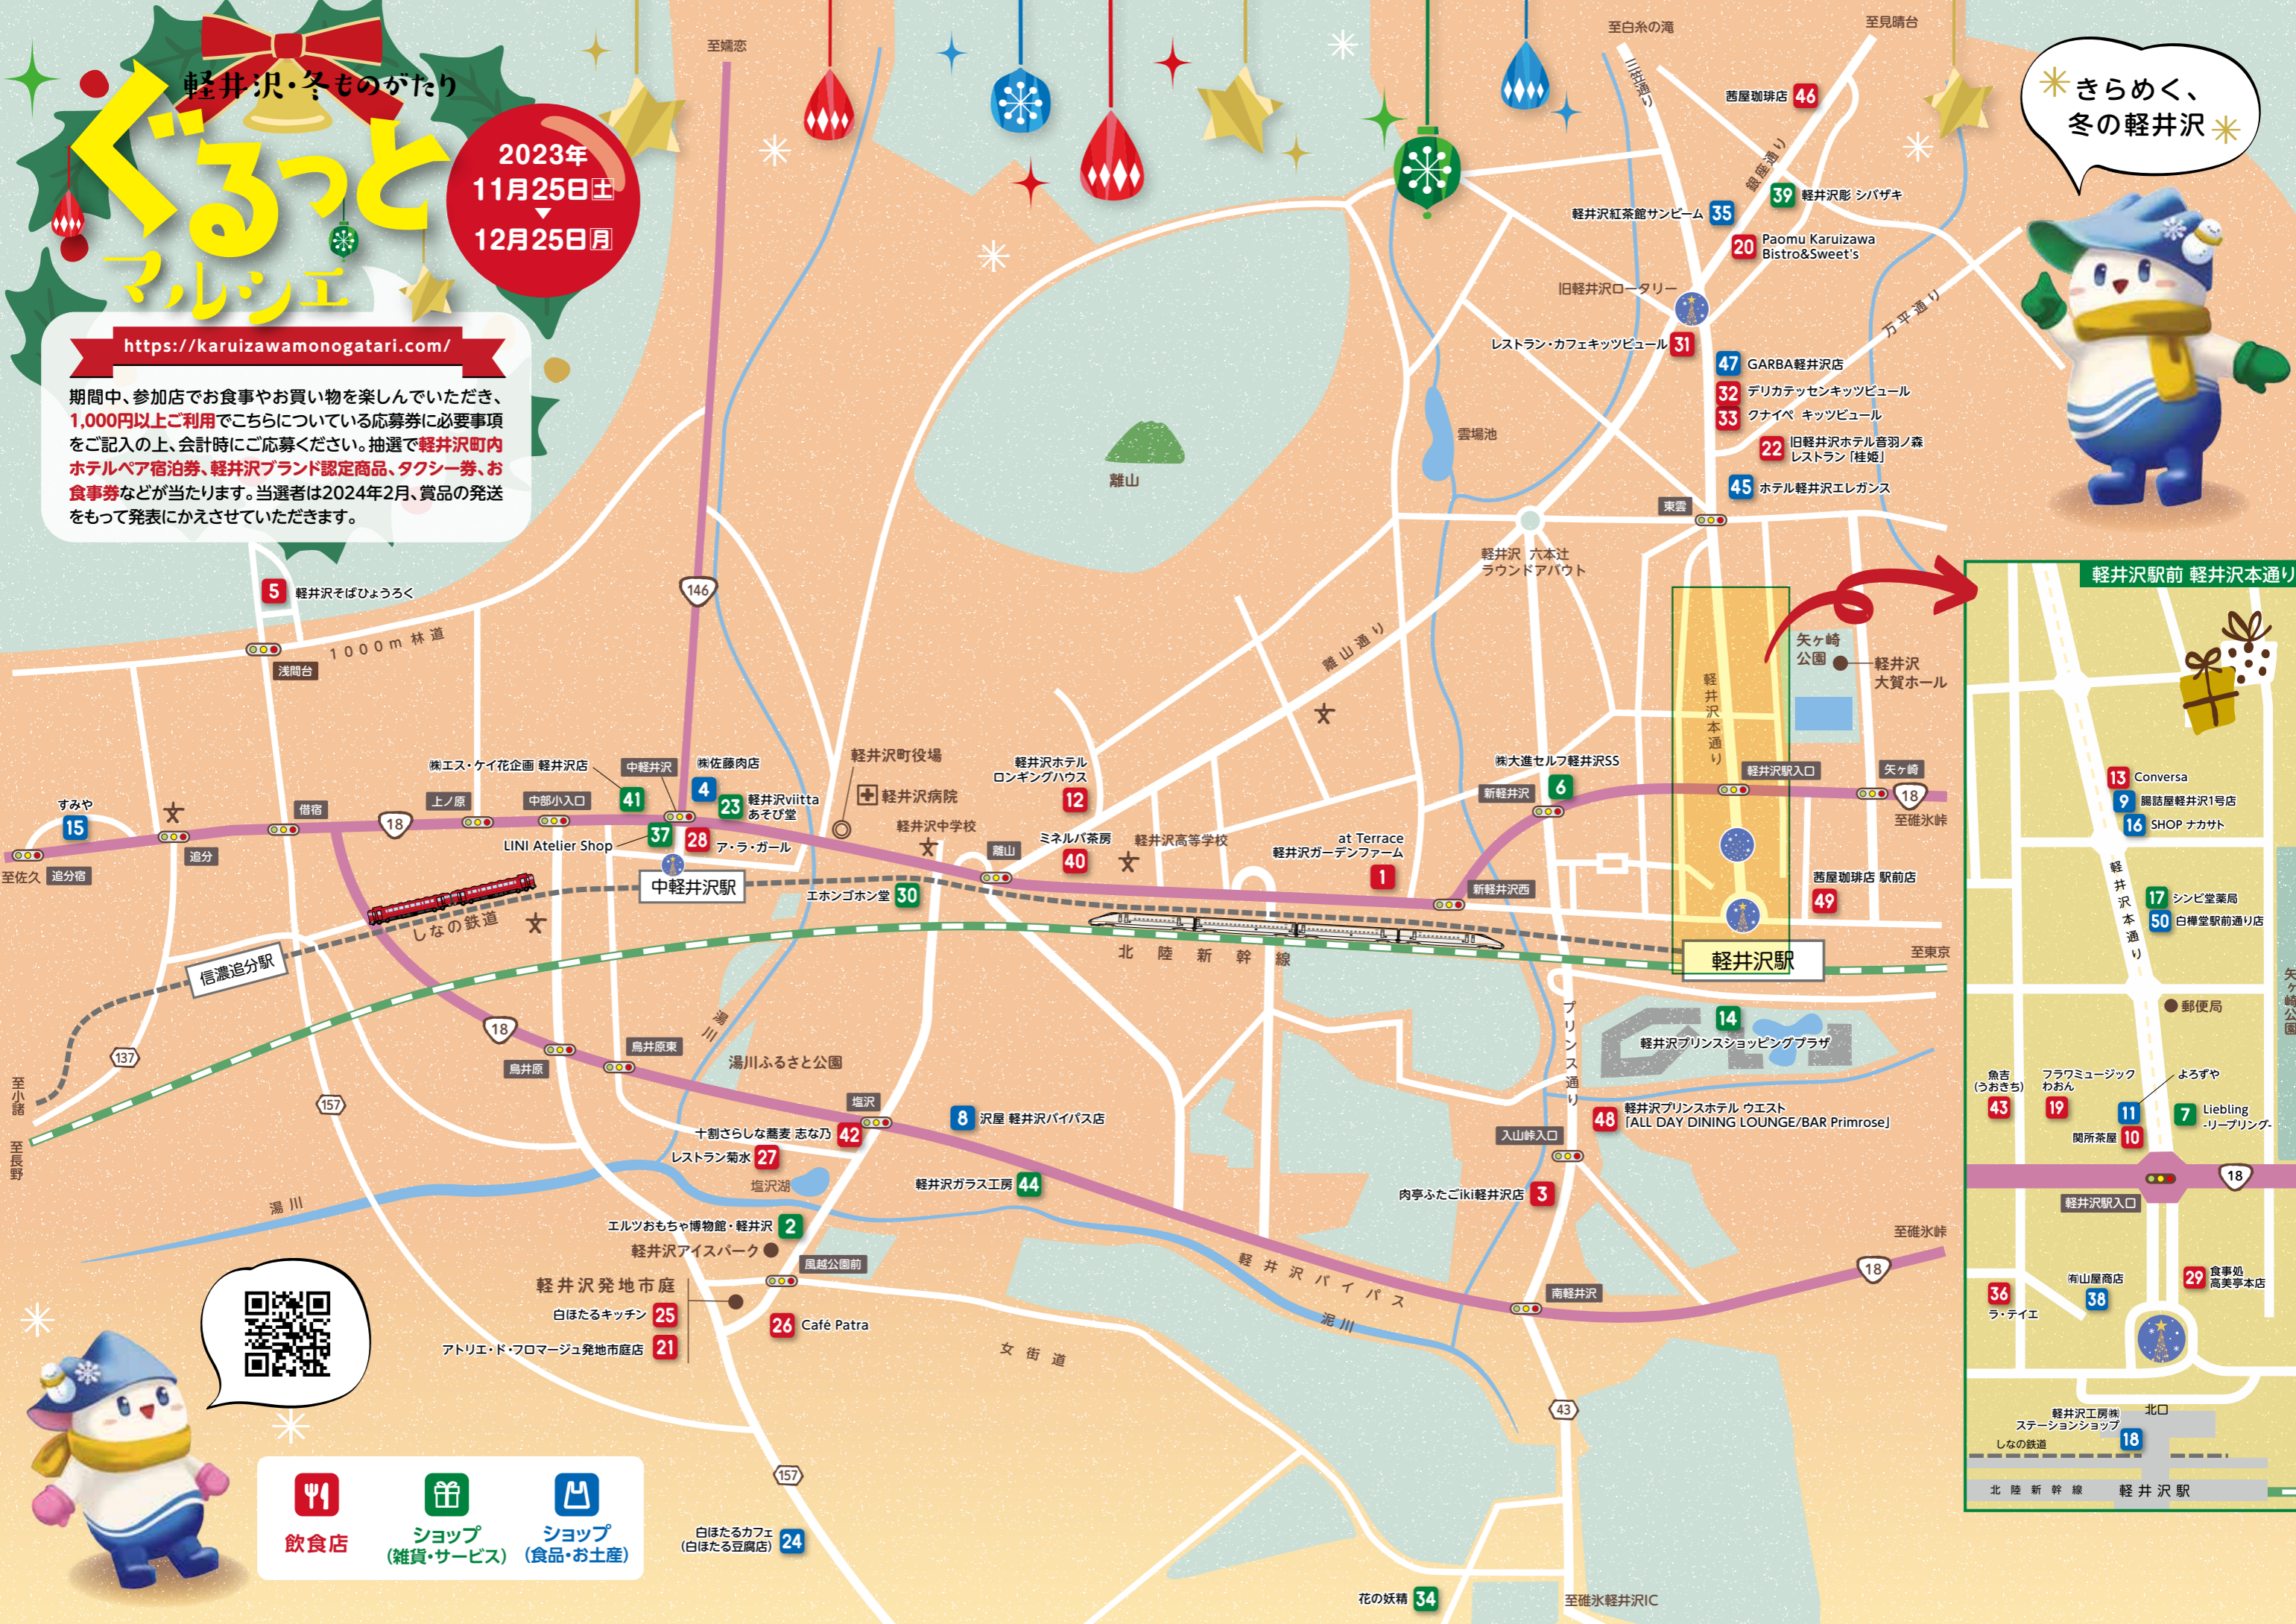 軽井沢・冬ものがたり
ぐるっと
マルシェ
2023年
11月25日土
▼
12月25日月
https://karuizawamonogatari.com/
期間中、参加店でお食事やお買い物を楽しんでいただき、
1,000円以上ご利用でこちらについている応募券に必要事項
をご記入の上、会計時にご応募ください。抽選で軽井沢町内
ホテルペア宿泊券、軽井沢ブランド認定商品、タクシー券、お
食事券などが当たります。当選者は2024年2月、賞品の発送
をもって発表にかえさせていただきます。
きらめく、
冬の軽井沢
至嬬恋
至白糸の滝
至見晴台
三笠通り
茜屋珈琲店 46
銀座通り
39 軽井沢彫 シバザキ
軽井沢紅茶館サンビーム 35
20 Paomu Karuizawa
Bistro&Sweet's
旧軽井沢ロータリー
万平通り
レストラン・カフェキッツビュール 31
47 GARBA軽井沢店
32 デリカテッセンキッツビュール
33 クナイペ キッツビュール
22 旧軽井沢ホテル音羽ノ森
レストラン「桂姫」
45 ホテル軽井沢エレガンス
雲場池
離山
東雲
軽井沢 六本辻
ラウンドアバウト
5 軽井沢そばひょうろく
1000m林道
浅間台
146
離山通り
軽井沢本通り
矢ヶ崎
公園
軽井沢
大賀ホール
㈱エス・ケイ花企画 軽井沢店
41
中軽井沢
㈱佐藤肉店
4
23 軽井沢viitta
あそび堂
37
LINI Atelier Shop
28 ア・ラ・ガール
軽井沢町役場
軽井沢病院
軽井沢中学校
軽井沢ホテル
ロンギングハウス
12
㈱大進セルフ軽井沢SS
6
新軽井沢
軽井沢駅入口
矢ヶ崎
18
至碓氷峠
すみや
15
追分
借宿
18
上ノ原
中部小入口
至佐久
追分宿
中軽井沢駅
離山
ミネルバ茶房
40
軽井沢高等学校
at Terrace
軽井沢ガーデンファーム
1
新軽井沢西
茜屋珈琲店 駅前店
49
エホンゴホン堂 30
しなの鉄道
信濃追分駅
北陸新幹線
軽井沢駅
至東京
137
157
至小諸
至長野
18
鳥井原
鳥井原東
湯川
湯川ふるさと公園
塩沢
プリンス通り
14
軽井沢プリンスショッピングプラザ
48 軽井沢プリンスホテル ウエスト
「ALL DAY DINING LOUNGE/BAR Primrose」
入山峠入口
8 沢屋 軽井沢バイパス店
十割さらしな蕎麦 志な乃 42
レストラン菊水 27
塩沢湖
軽井沢ガラス工房 44
肉亭ふたごiki軽井沢店 3
湯川
エルツおもちゃ博物館・軽井沢 2
軽井沢アイスパーク
風越公園前
軽井沢発地市庭
白ほたるキッチン 25
アトリエ・ド・フロマージュ発地市庭店 21
26 Café Patra
軽井沢バイパス
泥川
女街道
南軽井沢
18
至碓氷峠
43
157
白ほたるカフェ
(白ほたる豆腐店) 24
花の妖精 34
至碓氷軽井沢IC
飲食店
ショップ
(雑貨・サービス)
ショップ
(食品・お土産)
軽井沢駅前 軽井沢本通り
13 Conversa
9 腸詰屋軽井沢1号店
16 SHOP ナカサト
軽井沢本通り
17 シンビ堂薬局
50 白樺堂駅前通り店
矢ヶ崎公園
郵便局
魚吉
(うおきち)
43
フラワミュージック
わおん
19
よろずや
11
関所茶屋 10
7 Liebling
-リーブリング-
18
軽井沢駅入口
36
ラ・テイエ
㈲山屋商店
38
29 食事処
高美亭本店
軽井沢工房㈱
ステーションショップ
18
北口
しなの鉄道
北陸新幹線
軽井沢駅